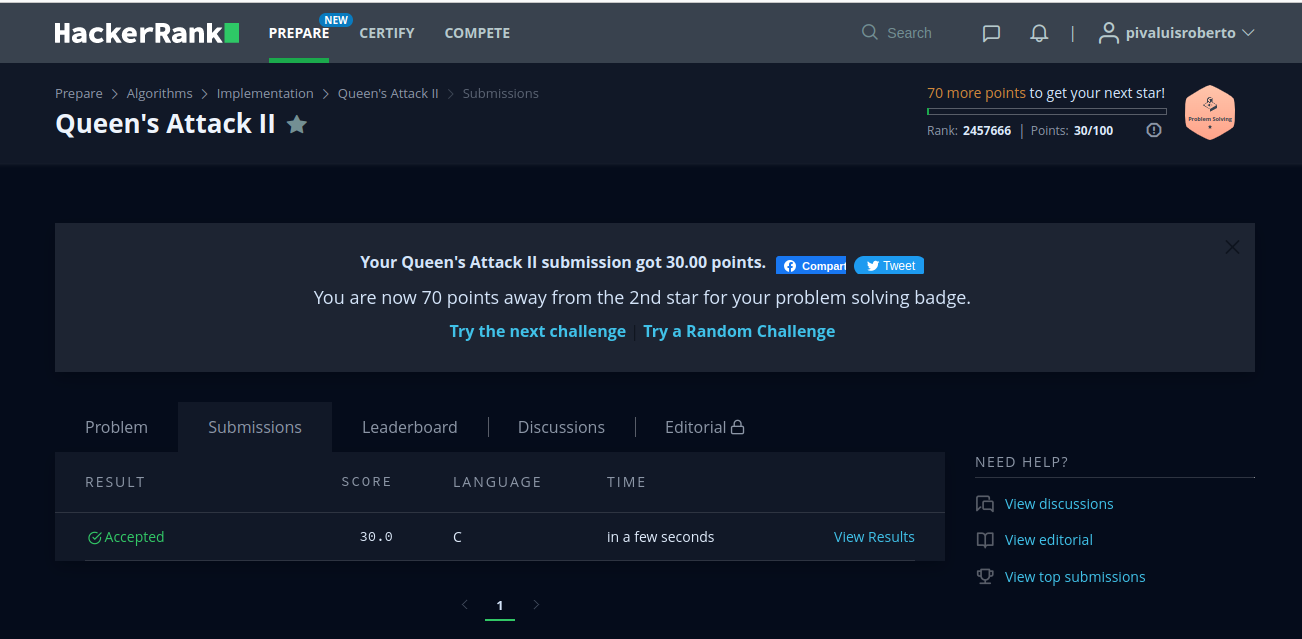 HackerRank
PREPARE NEW CERTIFY COMPETE Search | pivaluisroberto
Prepare > Algorithms > Implementation > Queen's Attack II > Submissions
Queen's Attack II
70 more points to get your next star!
Rank: 2457666 | Points: 30/100
Problem Solving
Your Queen's Attack II submission got 30.00 points. Compart Tweet
You are now 70 points away from the 2nd star for your problem solving badge.
Try the next challenge | Try a Random Challenge
Problem Submissions Leaderboard | Discussions | Editorial
RESULT SCORE LANGUAGE TIME
Accepted 30.0 C in a few seconds View Results
1
NEED HELP?
View discussions
View editorial
View top submissions